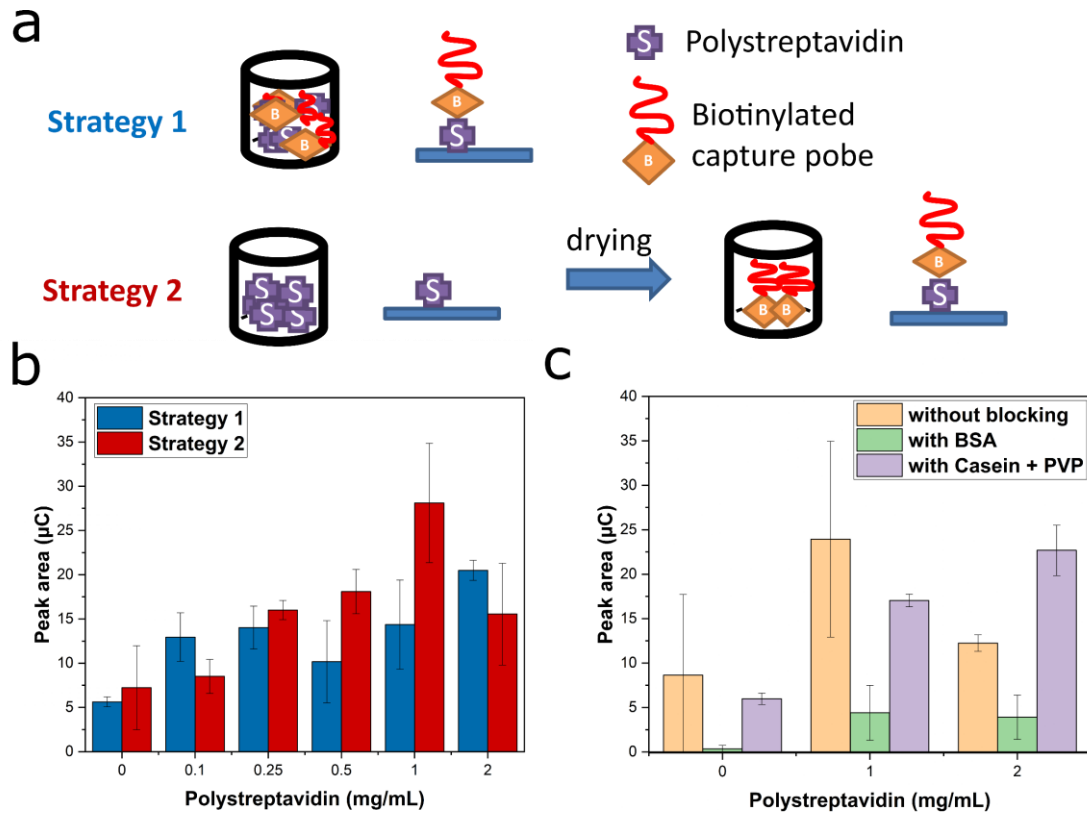 a
Strategy 1
B
B
B
S
S
Polystreptavidin
B
Biotinylated
capture pobe
Strategy 2
S
S
S
S
S
drying
B
B
B
S
b
Strategy 1
Strategy 2
Peak area (µC)
40
35
30
25
20
15
10
5
0
0
0.1
0.25
0.5
1
2
Polystreptavidin (mg/mL)
c
without blocking
with BSA
with Casein + PVP
Peak area (µC)
40
35
30
25
20
15
10
5
0
0
1
2
Polystreptavidin (mg/mL)